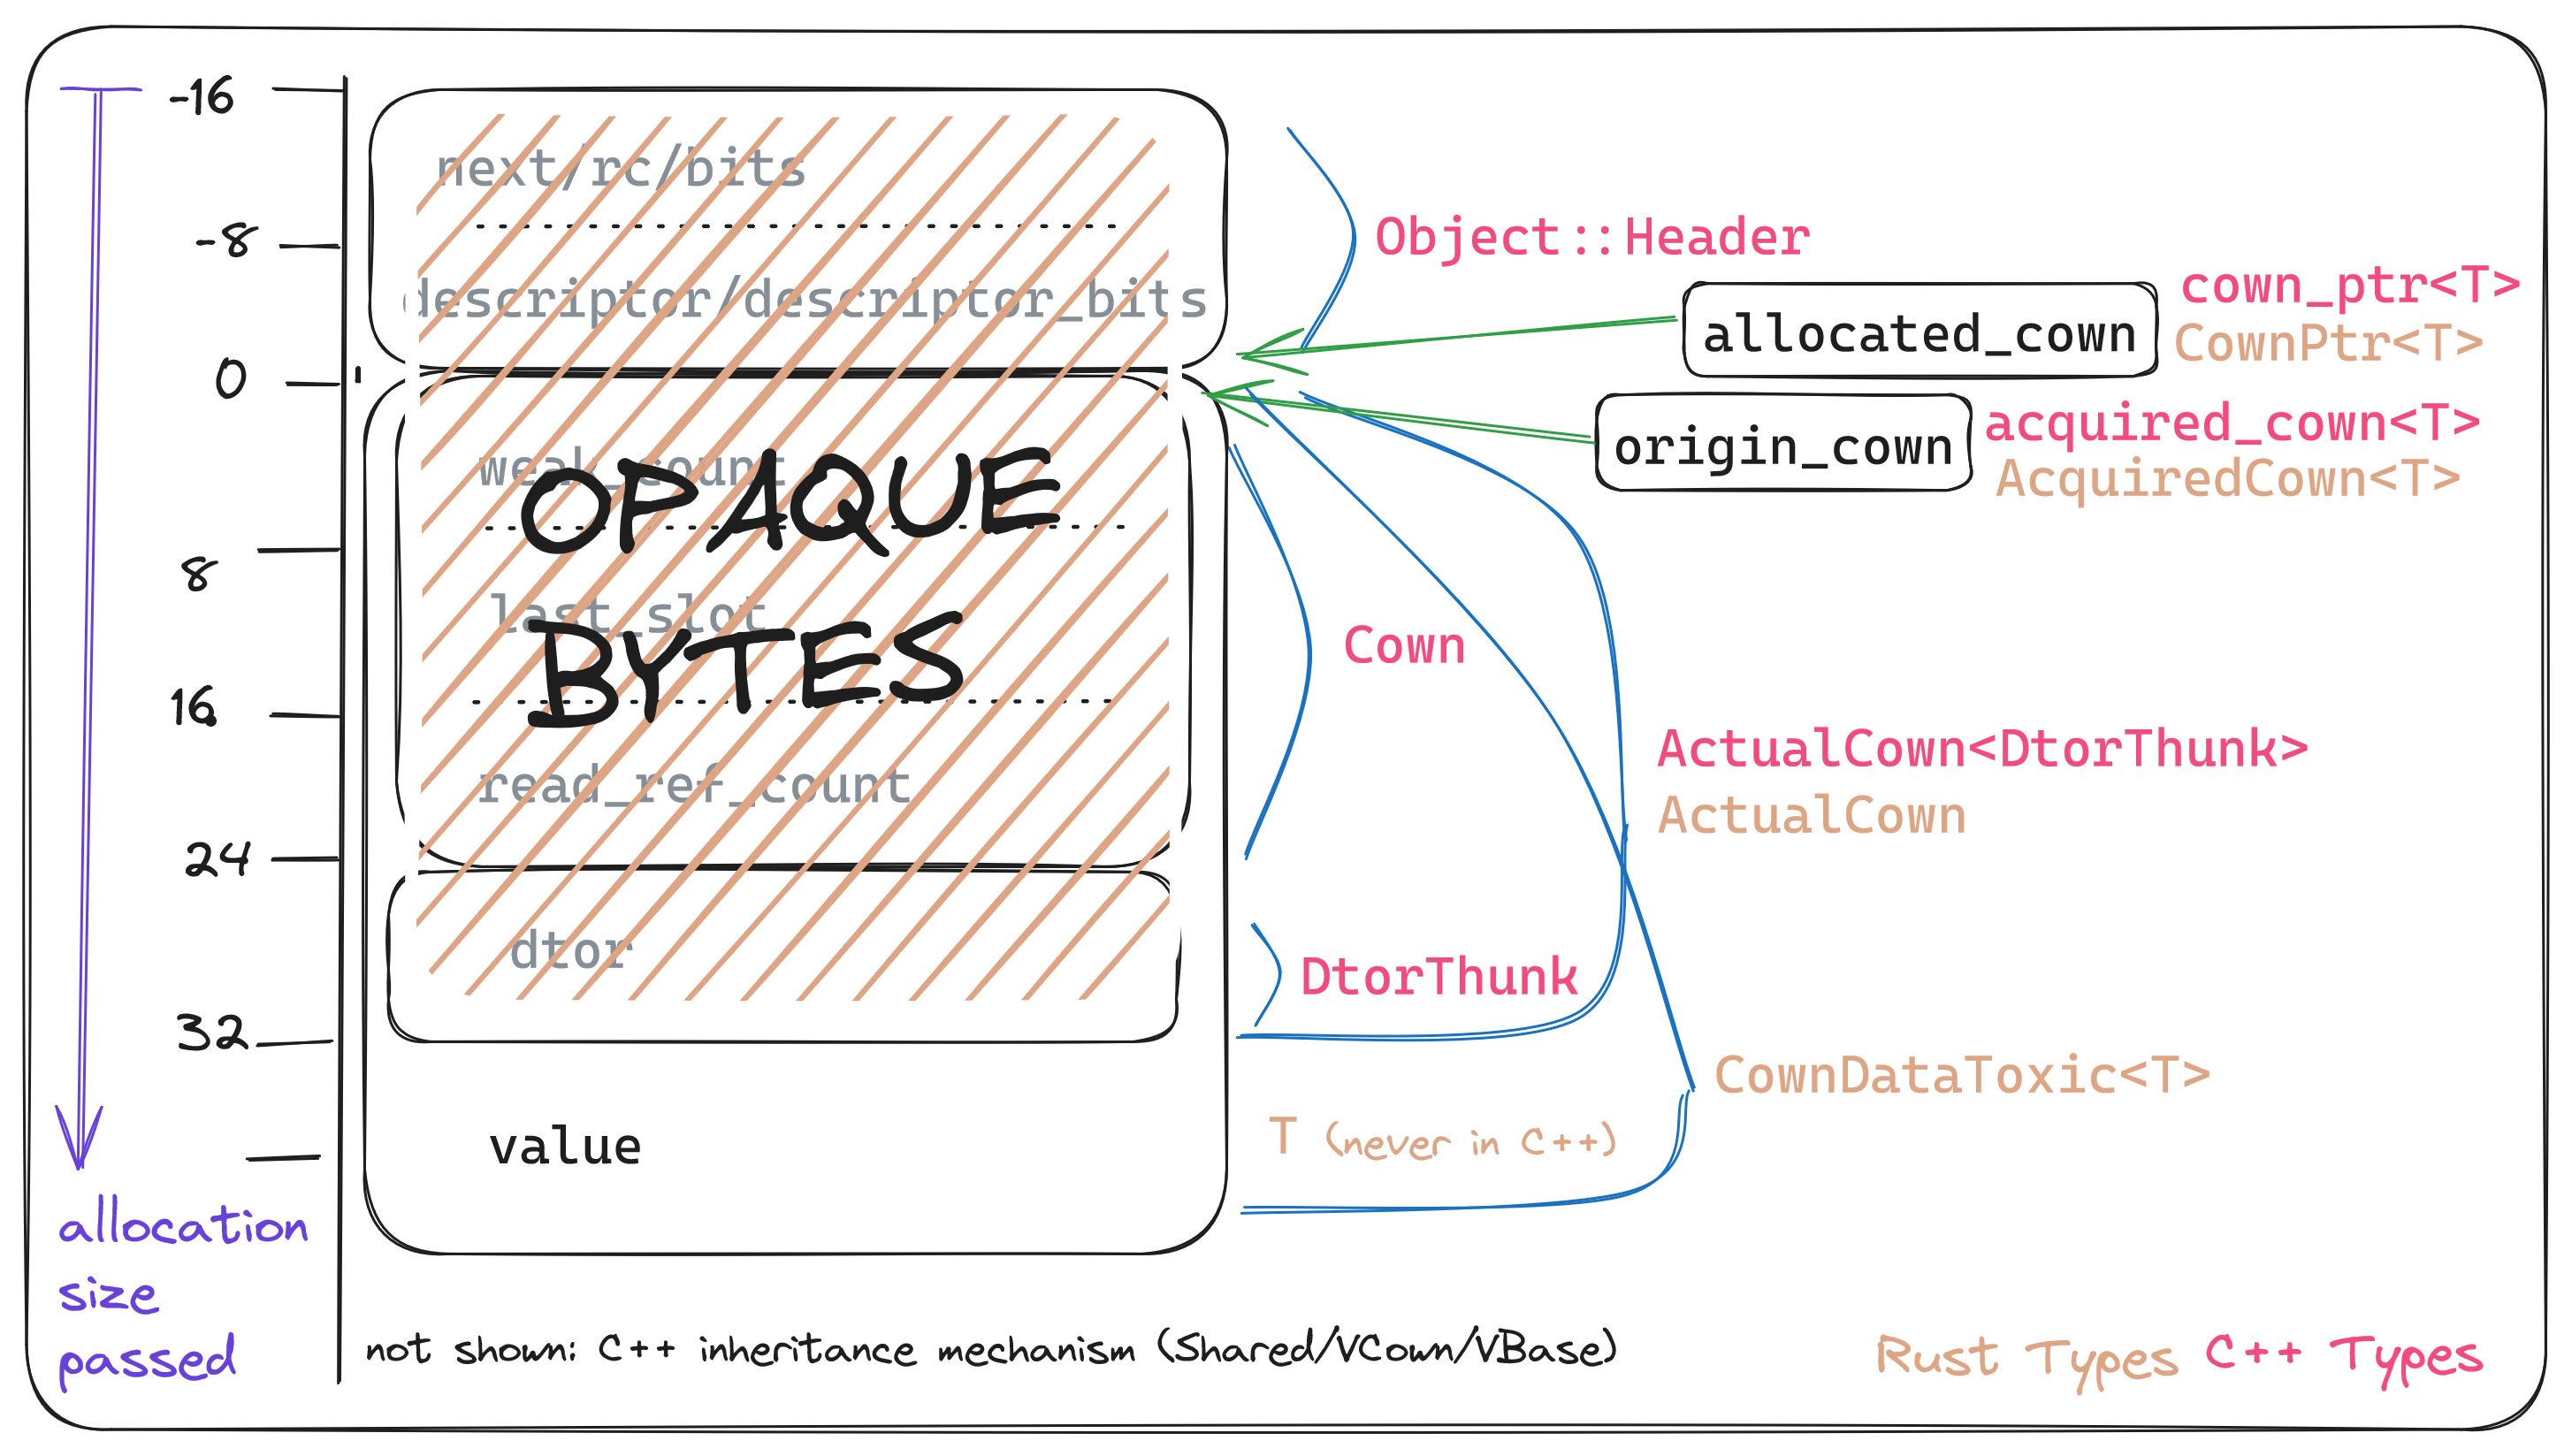 -16
next/rc/bits
-8
Object::Header
descriptor/descriptor_bits
cown_ptr<T>
allocated_cown
CownPtr<T>
0
acquired_cown<T>
origin_cown
AcquiredCown<T>
weak_count
OPAQUE
8
last_slot
BYTES
Cown
16
ActualCown<DtorThunk>
read_ref_count
ActualCown
24
dtor
DtorThunk
32
CownDataToxic<T>
value
T (never in C++)
allocation
size
passed
not shown: C++ inheritance mechanism (Shared/VCown/VBase)
Rust Types C++ Types